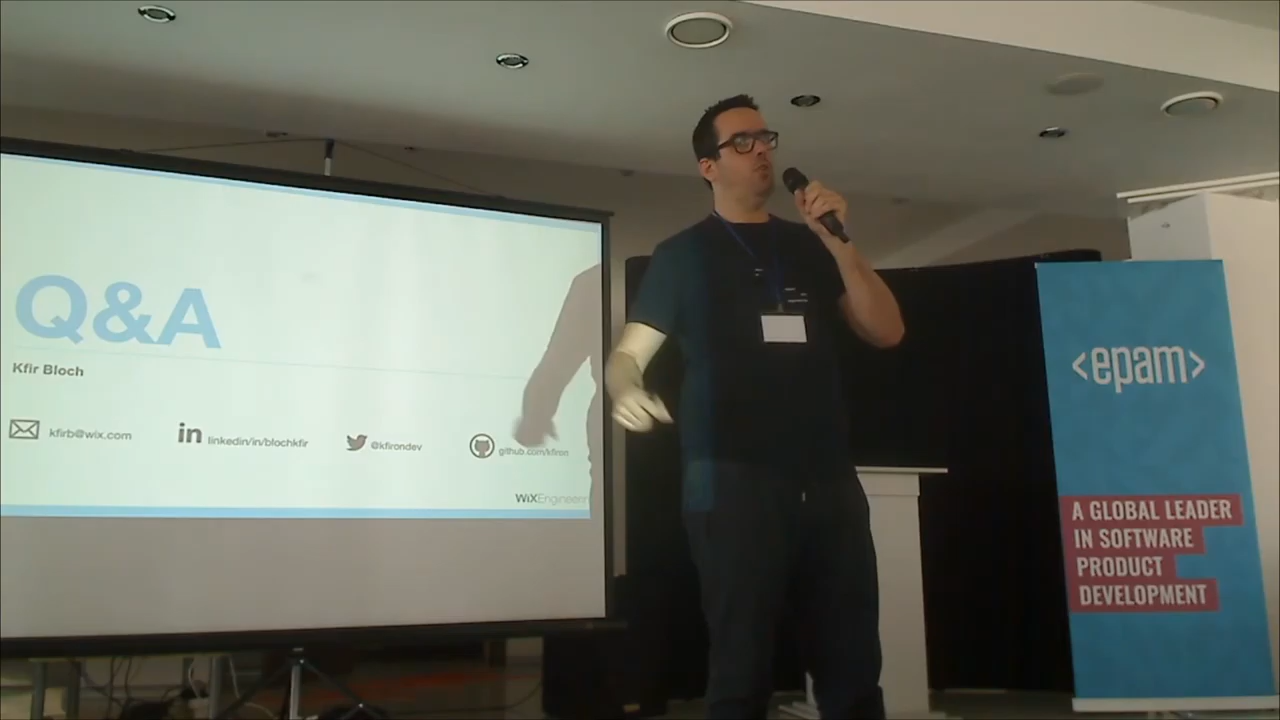 Q&A
Kfir Bloch
kfirb@wix.com
in linkedin/in/blochkfir
@kfirondev
github.com/kfiron
WiXEngineerin
<epam>
A GLOBAL LEADER
IN SOFTWARE
PRODUCT
DEVELOPMENT